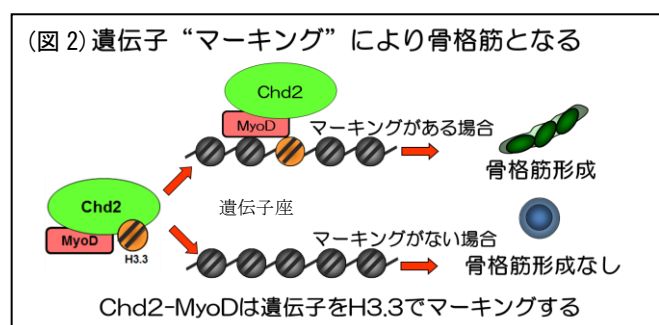 (図2)遺伝子“マーキング”により骨格筋となる
Chd2
MyoD
マーキングがある場合
骨格筋形成
Chd2
MyoD
H3.3
遺伝子座
マーキングがない場合
骨格筋形成なし
Chd2-MyoDは遺伝子をH3.3でマーキングする